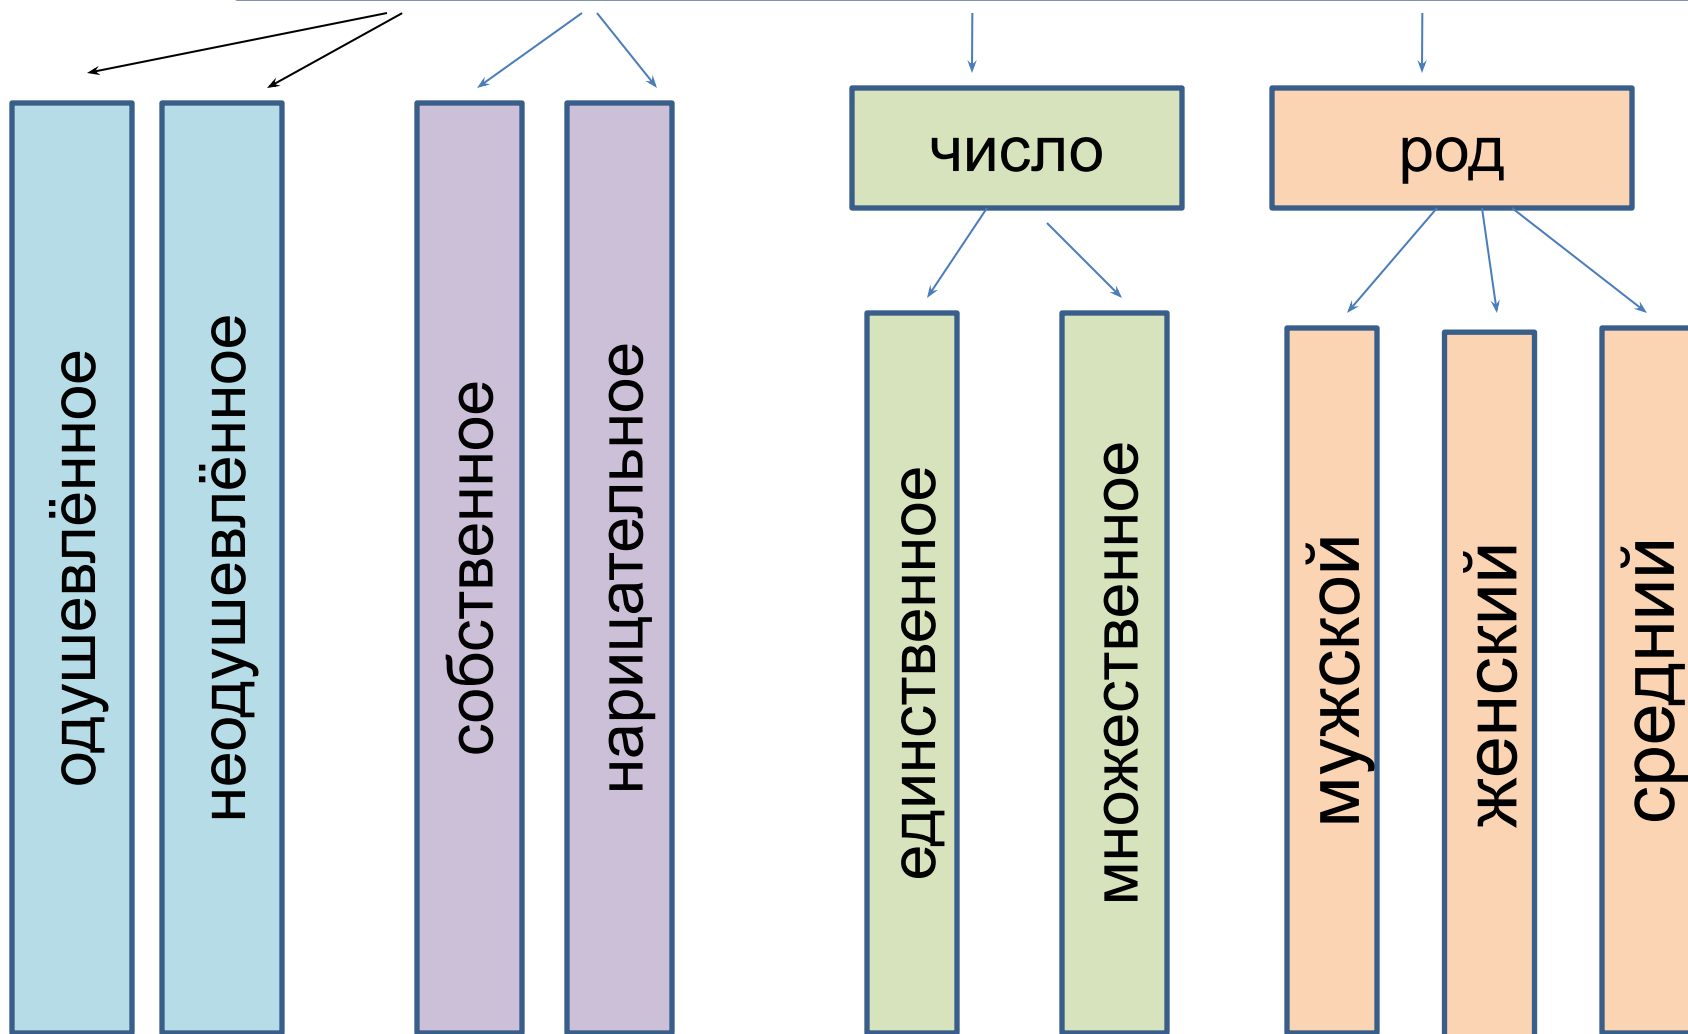 число
род
одушевлённое
неодушевлённое
собственное
нарицательное
единственное
множественное
мужской
женский
средний